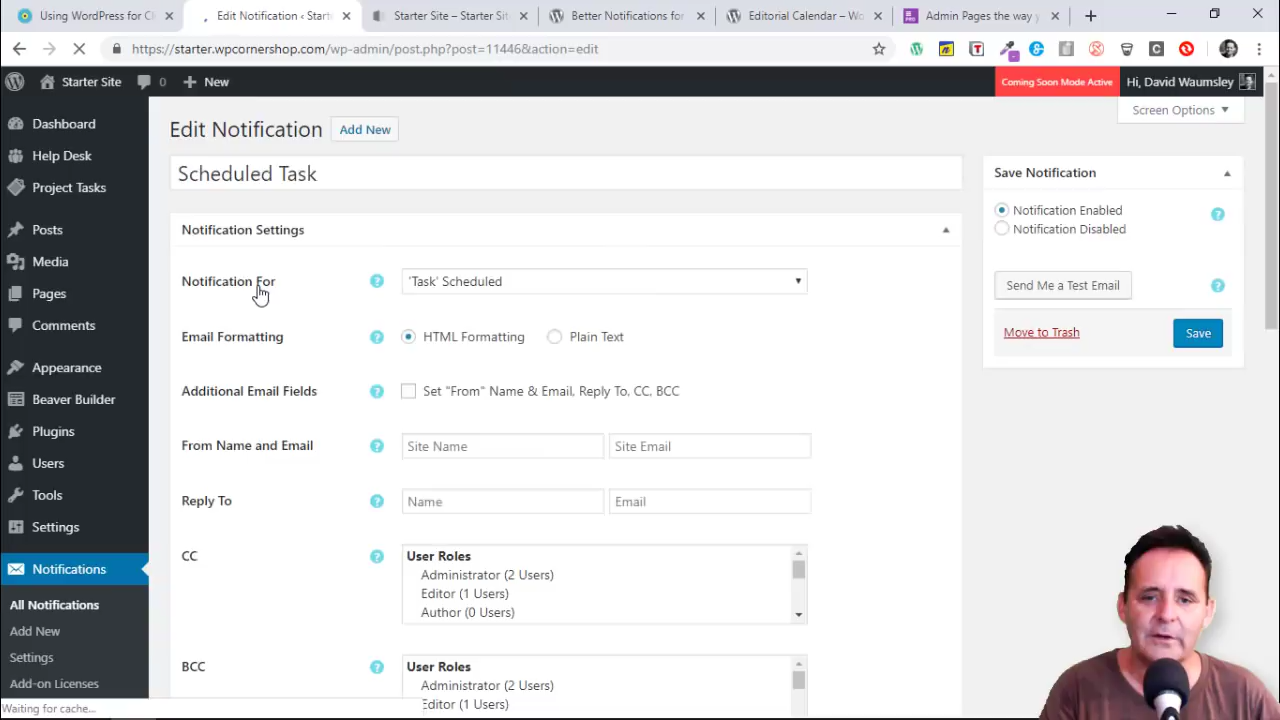 Using WordPress for Cl
Edit Notification ‹ Starte
Starter Site – Starter Sit
Better Notifications for
Editorial Calendar – Wo
Admin Pages the way y
https://starter.wpcornershop.com/wp-admin/post.php?post=11446&action=edit
Starter Site
0
New
Coming Soon Mode Active
Hi, David Waumsley
Screen Options
Dashboard
Help Desk
Project Tasks
Posts
Media
Pages
Comments
Appearance
Beaver Builder
Plugins
Users
Tools
Settings
Notifications
All Notifications
Add New
Settings
Add-on Licenses
Waiting for cache...
Edit Notification
Add New
Scheduled Task
Notification Settings
Notification For
'Task' Scheduled
Email Formatting
HTML Formatting
Plain Text
Additional Email Fields
Set "From" Name & Email, Reply To, CC, BCC
From Name and Email
Site Name
Site Email
Reply To
Name
Email
CC
User Roles
Administrator (2 Users)
Editor (1 Users)
Author (0 Users)
BCC
User Roles
Administrator (2 Users)
Editor (1 Users)
Save Notification
Notification Enabled
Notification Disabled
Send Me a Test Email
Move to Trash
Save